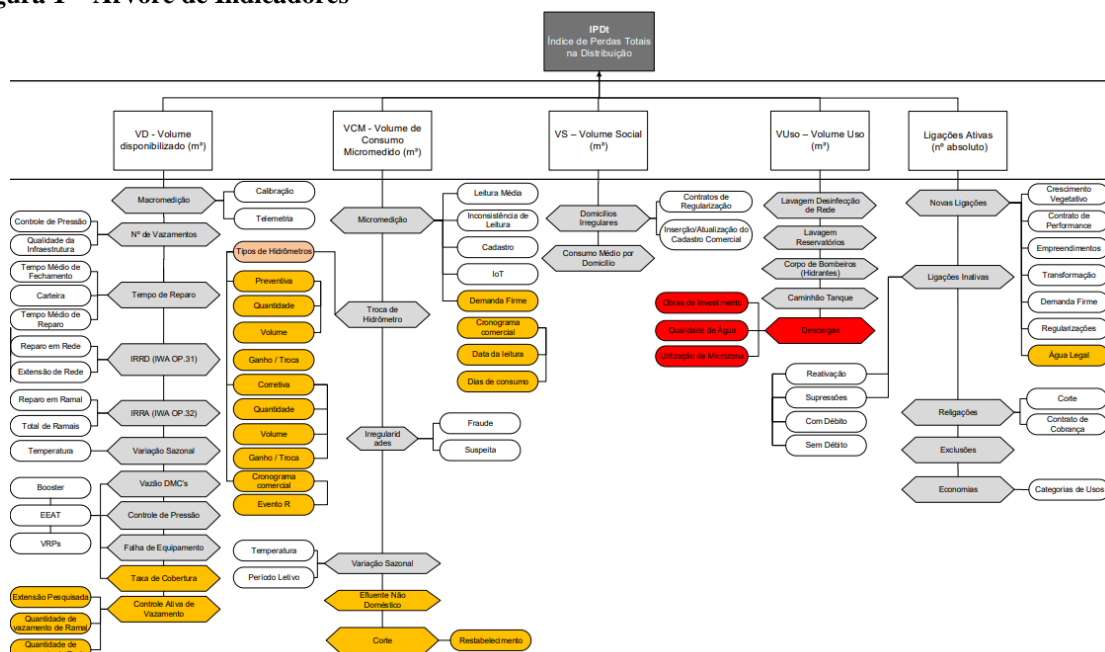 Figura 1 – Árvore de Indicadores
IPDt
Índice de Perdas Totais
na Distribuição
VD - Volume
disponibilizado (m³)
VCM - Volume de
Consumo
Micromedido (m³)
VS – Volume Social
(m³)
VUso – Volume Uso
(m³)
Ligações Ativas
(nº absoluto)
Macromedição
Calibração
Telemetria
Controle de Pressão
Qualidade da
Infraestrutura
Nº de Vazamentos
Tempo Médio de
Fechamento
Carteira
Tempo Médio de
Reparo
Tempo de Reparo
Reparo em Rede
Extensão de Rede
IRRD (IWA OP.31)
Reparo em Ramal
Total de Ramais
IRRA (IWA OP.32)
Temperatura
Variação Sazonal
Booster
EEAT
VRPs
Vazão DMC's
Controle de Pressão
Falha de Equipamento
Taxa de Cobertura
Extensão Pesquisada
Quantidade de
vazamento de Ramal
Quantidade de
Controle Ativa de
Vazamento
Tipos de Hidrômetros
Preventiva
Quantidade
Volume
Ganho / Troca
Corretiva
Quantidade
Volume
Ganho / Troca
Cronograma
comercial
Evento R
Temperatura
Período Letivo
Micromedição
Leitura Média
Inconsistência de
Leitura
Cadastro
IoT
Demanda Firme
Troca de
Hidrômetro
Cronograma
comercial
Data da leitura
Dias de consumo
Irregularid
ades
Fraude
Suspeita
Variação Sazonal
Efluente Não
Doméstico
Corte
Restabelecimento
Domicílios
Irregulares
Contratos de
Regularização
Inserção/Atualização do
Cadastro Comercial
Consumo Médio por
Domicílio
Lavagem Desinfecção
de Rede
Lavagem
Reservatórios
Corpo de Bombeiros
(Hidrantes)
Caminhão Tanque
Descargas
Obras de Investimento
Qualidade de Água
Utilização de Microzona
Novas Ligações
Crescimento
Vegetativo
Contrato de
Performance
Empreendimentos
Transformação
Demanda Firme
Regularizações
Água Legal
Ligações Inativas
Reativação
Supressões
Com Débito
Sem Débito
Religações
Corte
Contrato de
Cobrança
Exclusões
Economias
Categorias de Usos